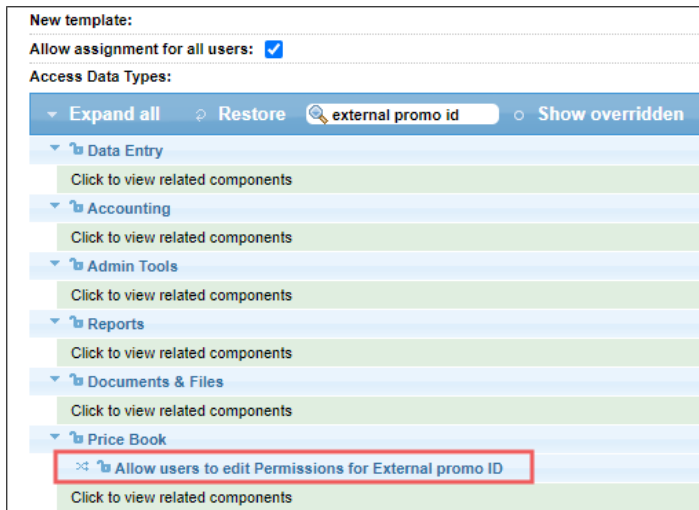 New template:
Allow assignment for all users:
Access Data Types:
Expand all Restore external promo id Show overridden
Data Entry
Click to view related components
Accounting
Click to view related components
Admin Tools
Click to view related components
Reports
Click to view related components
Documents & Files
Click to view related components
Price Book
Allow users to edit Permissions for External promo ID
Click to view related components